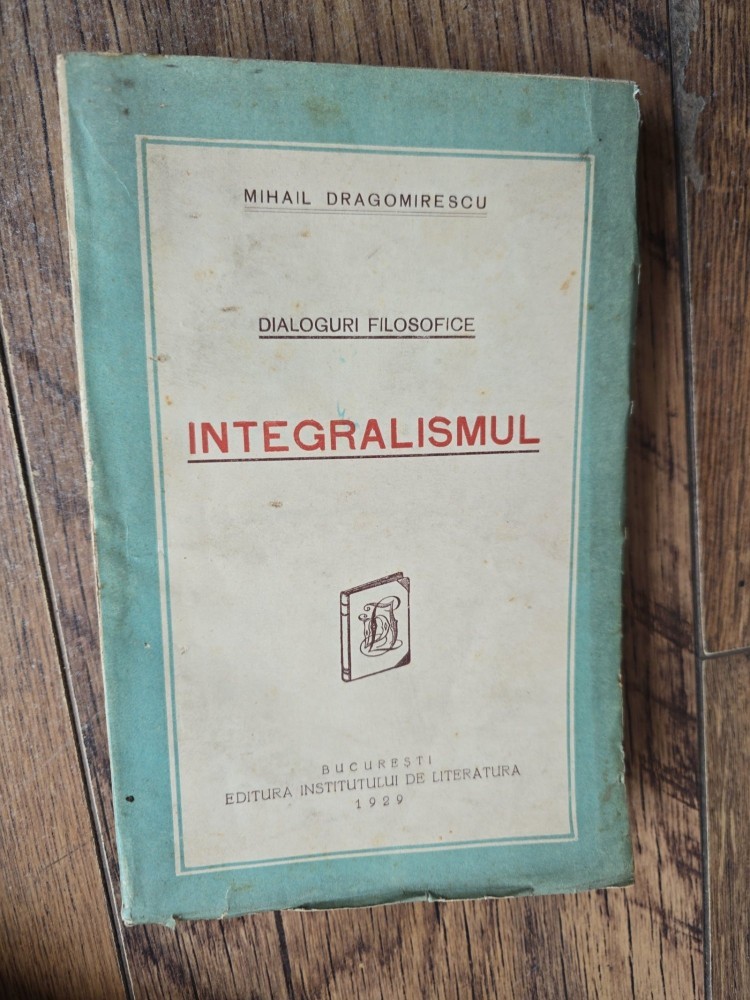 MIHAIL DRAGOMIRESCU
DIALOGURI FILOSOFICE
INTEGRALISMUL
BUCUREȘTI
EDITURA INSTITUTULUI DE LITERATURA
1929